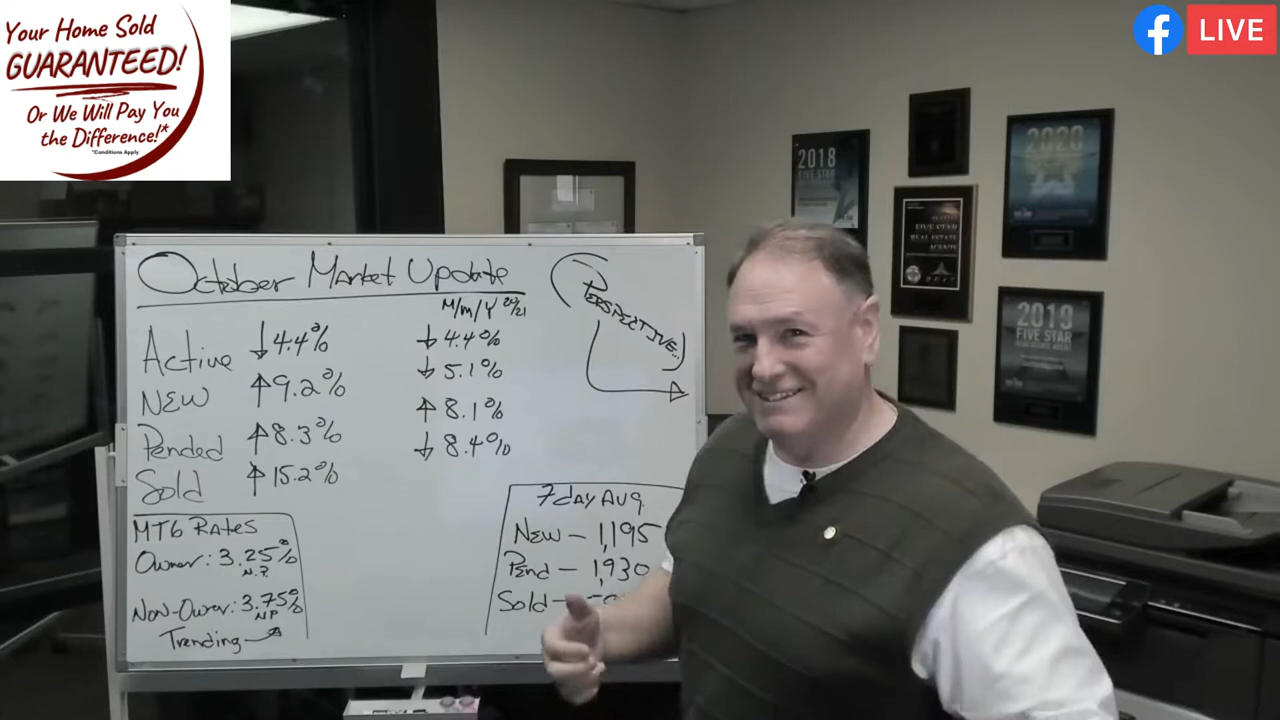 Your Home Sold
GUARANTEED!
Or We Will Pay You
the Difference!*
*Conditions Apply
LIVE
October Market Update
M/m/Y 20/21
Active ↓4.4% ↓4.4%
NEW ↑9.2% ↓5.1%
Pended ↑8.3% ↑8.1%
Sold ↑15.2% ↓8.4%
(PERSPECTIVE...)
MTG RATES
Owner: 3.25%
N.P.
Non-Owner: 3.75%
NP
Trending
7 day Avg.
New - 1,195
Pend - 1,930
Sold -
2018
FIVE STAR
2020
FIVE STAR
REAL ESTATE
AGENTS
2019
FIVE STAR
REAL ESTATE AGENT